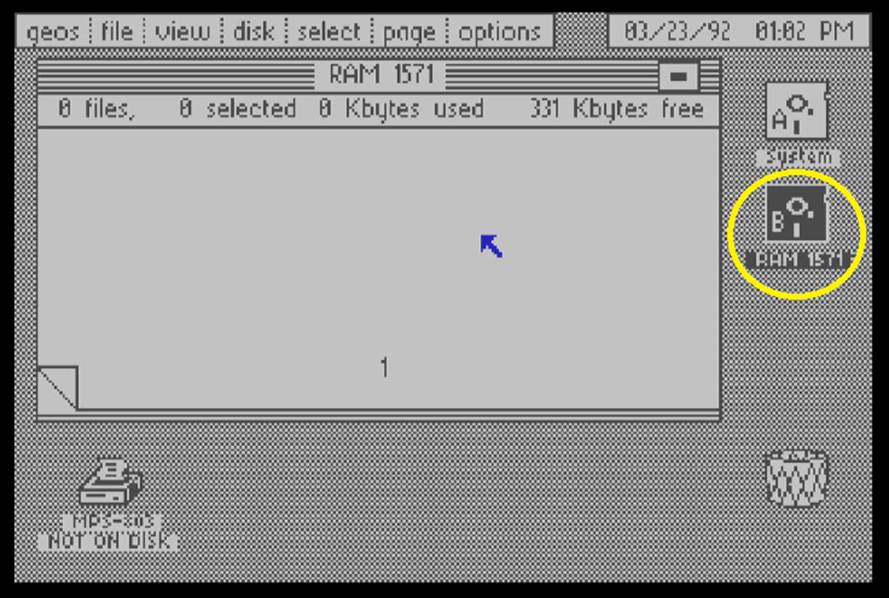 geos file view disk select page options 03/23/92 01:02 PM
RAM 1571
0 files, 0 selected 0 Kbytes used 331 Kbytes free
A
System
B
RAM 1571
1
MPS-803
NOT ON DISK